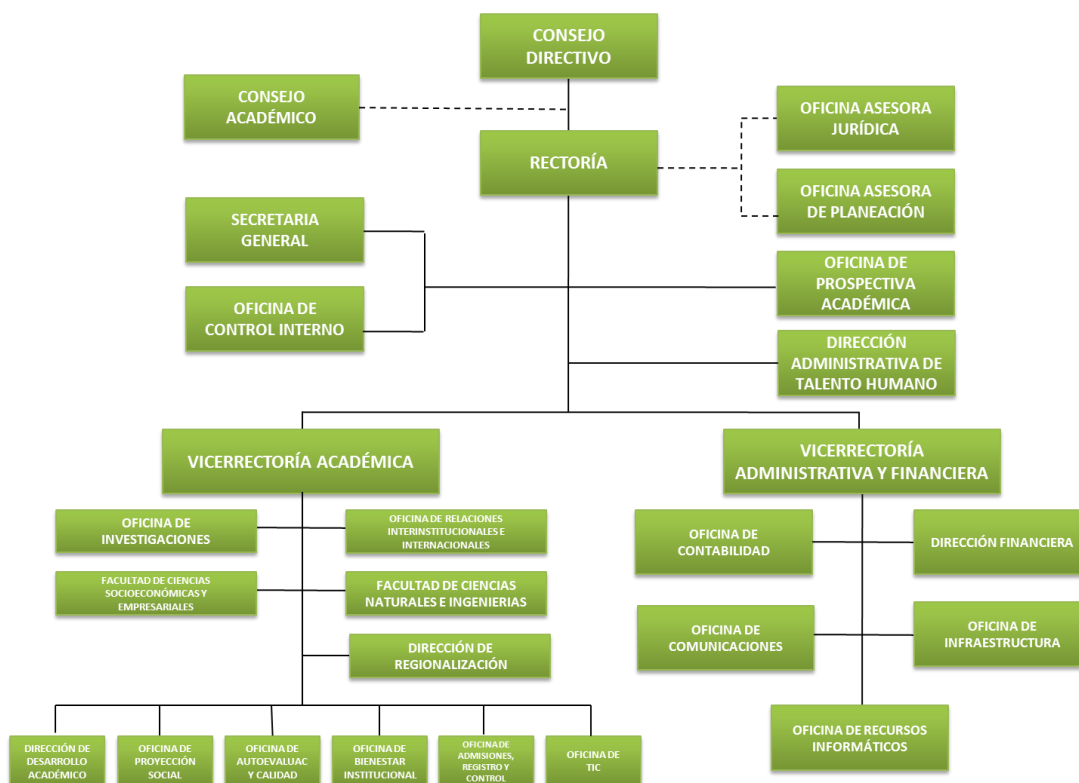 CONSEJO
DIRECTIVO
CONSEJO
ACADÉMICO
OFICINA ASESORA
JURÍDICA
RECTORÍA
OFICINA ASESORA
DE PLANEACIÓN
SECRETARIA
GENERAL
OFICINA DE
PROSPECTIVA
ACADÉMICA
OFICINA DE
CONTROL INTERNO
DIRECCIÓN
ADMINISTRATIVA DE
TALENTO HUMANO
VICERRECTORÍA ACADÉMICA
VICERRECTORÍA
ADMINISTRATIVA Y FINANCIERA
OFICINA DE
INVESTIGACIONES
OFICINA DE RELACIONES
INTERINSTITUCIONALES E
INTERNACIONALES
OFICINA DE
CONTABILIDAD
DIRECCIÓN FINANCIERA
FACULTAD DE CIENCIAS
SOCIOECONÓMICAS Y
EMPRESARIALES
FACULTAD DE CIENCIAS
NATURALES E INGENIERIAS
OFICINA DE
COMUNICACIONES
OFICINA DE
INFRAESTRUCTURA
DIRECCIÓN DE
REGIONALIZACIÓN
OFICINA DE RECURSOS
INFORMÁTICOS
DIRECCIÓN DE
DESARROLLO
ACADÉMICO
OFICINA DE
PROYECCIÓN
SOCIAL
OFICINA DE
AUTOEVALUAC
Y CALIDAD
OFICINA DE
BIENESTAR
INSTITUCIONAL
OFICINA DE
ADMISIONES,
REGISTRO Y
CONTROL
OFICINA DE
TIC